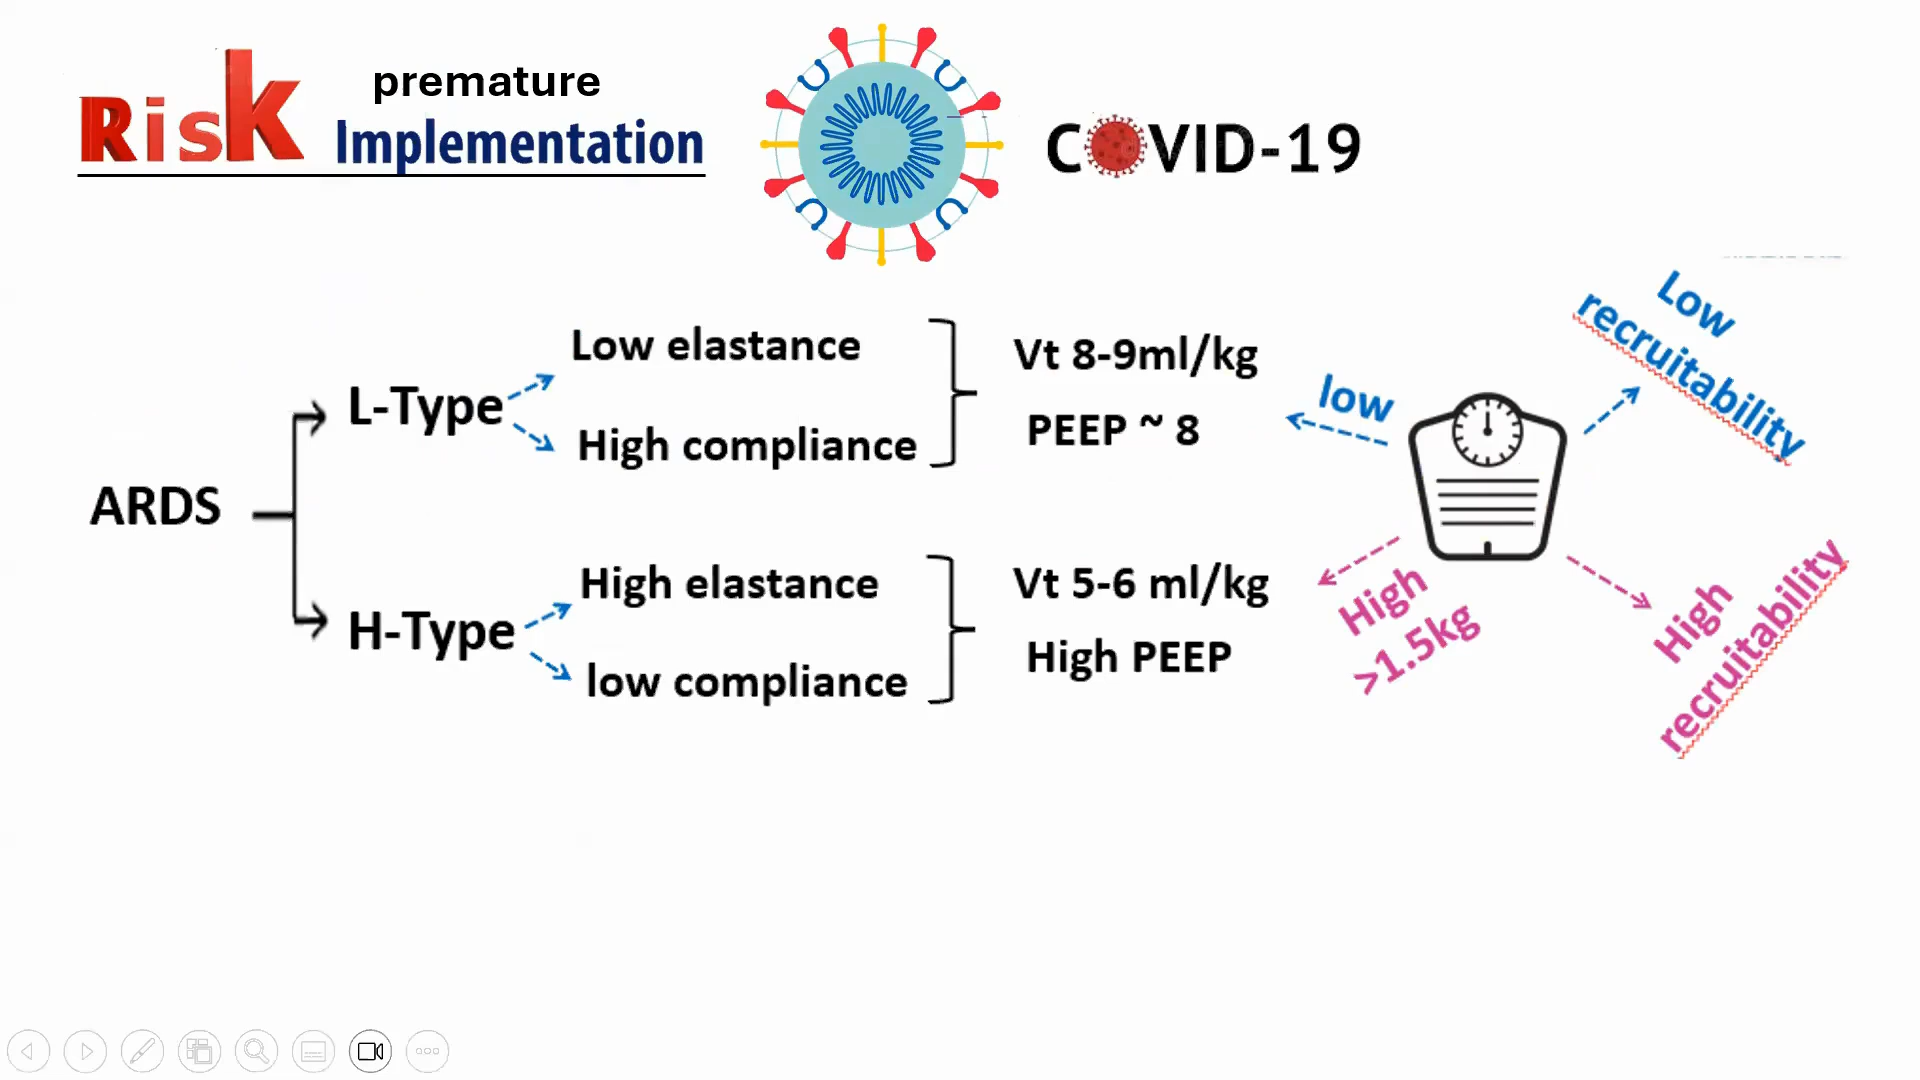 Risk premature
Implementation
COVID-19
Low elastance
L-Type
High compliance
Vt 8-9ml/kg
PEEP ~ 8
low
Low
recruitability
ARDS
High elastance
H-Type
low compliance
Vt 5-6 ml/kg
High PEEP
High
>1.5kg
High
recruitability